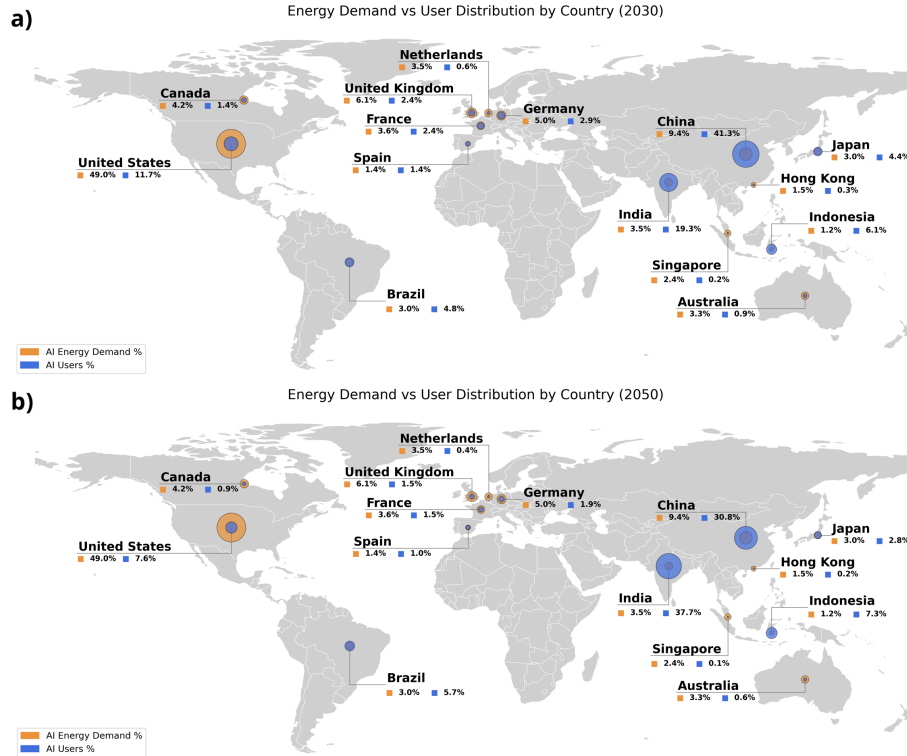 a)
Energy Demand vs User Distribution by Country (2030)
Netherlands
3.5% 0.6%
Canada
4.2% 1.4%
United Kingdom
6.1% 2.4%
Germany
5.0% 2.9%
France
3.6% 2.4%
China
9.4% 41.3%
Japan
3.0% 4.4%
United States
49.0% 11.7%
Spain
1.4% 1.4%
Hong Kong
1.5% 0.3%
India
3.5% 19.3%
Indonesia
1.2% 6.1%
Singapore
2.4% 0.2%
Brazil
3.0% 4.8%
Australia
3.3% 0.9%
AI Energy Demand %
AI Users %
b)
Energy Demand vs User Distribution by Country (2050)
Netherlands
3.5% 0.4%
Canada
4.2% 0.9%
United Kingdom
6.1% 1.5%
Germany
5.0% 1.9%
France
3.6% 1.5%
China
9.4% 30.8%
Japan
3.0% 2.8%
United States
49.0% 7.6%
Spain
1.4% 1.0%
Hong Kong
1.5% 0.2%
India
3.5% 37.7%
Indonesia
1.2% 7.3%
Singapore
2.4% 0.1%
Brazil
3.0% 5.7%
Australia
3.3% 0.6%
AI Energy Demand %
AI Users %